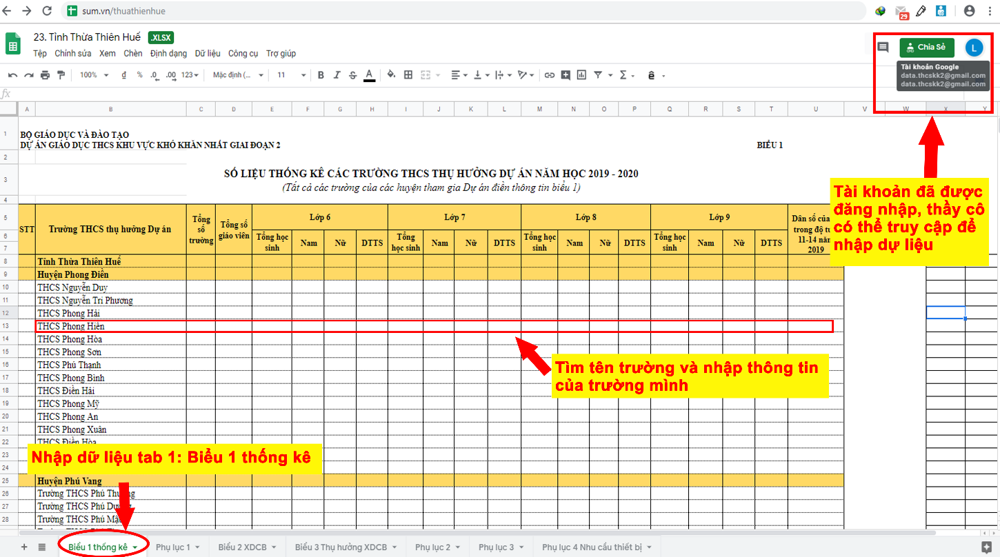 sum.vn/thuathienhue
29
23. Tỉnh Thừa Thiên Huế .XLSX
Tệp Chỉnh sửa Xem Chèn Định dạng Dữ liệu Công cụ Trợ giúp
Chia Sẻ L
100% đ % .0 .00 123 Mặc định (... 11 B I S A Σ ê
Tài khoản Google
data.thcskk2@gmail.com
data.thcskk2@gmail.com
fx
A B C D E F G H I J K L M N O P Q R S T U V W X Y
1 BỘ GIÁO DỤC VÀ ĐÀO TẠO
DỰ ÁN GIÁO DỤC THCS KHU VỰC KHÓ KHĂN NHẤT GIAI ĐOẠN 2 BIỂU 1
2
3 SỐ LIỆU THỐNG KÊ CÁC TRƯỜNG THCS THỤ HƯỞNG DỰ ÁN NĂM HỌC 2019 - 2020
(Tất cả các trường của các huyện tham gia Dự án điền thông tin biểu 1)
4
Tài khoản đã được
đăng nhập, thầy cô
có thể truy cập để
nhập dự liệu
5 STT Trường THCS thụ hưởng Dự án Tổng số trường Tổng số giáo viên Lớp 6 Lớp 7 Lớp 8 Lớp 9 Dân số của trong độ 11-14 2019
6 Tổng học sinh Nam Nữ DTTS Tổng học sinh Nam Nữ DTTS Tổng học sinh Nam Nữ DTTS Tổng học sinh Nam Nữ DTTS
7
8 Tỉnh Thừa Thiên Huế
9 Huyện Phong Điền
10 THCS Nguyễn Duy
11 THCS Nguyễn Tri Phương
12 THCS Phong Hải
13 THCS Phong Hiền
14 THCS Phong Hòa
15 THCS Phong Sơn
16 THCS Phú Thạnh
17 THCS Phong Bình
18 THCS Điền Hải
19 THCS Phong Mỹ
20 THCS Phong An
21 THCS Phong Xuân
22 THCS Điền Hòa
23
24
Tìm tên trường và nhập thông tin
của trường mình
Nhập dữ liệu tab 1: Biểu 1 thống kê
25 Huyện Phú Vang
26 Trường THCS Phú
27 Trường THCS Phú
28 Trường THCS Phú
Biểu 1 thống kê Phụ lục 1 Biểu 2 XDCB Biểu 3 Thụ hưởng XDCB Phụ lục 2 Phụ lục 3 Phụ lục 4 Nhu cầu thiết bị